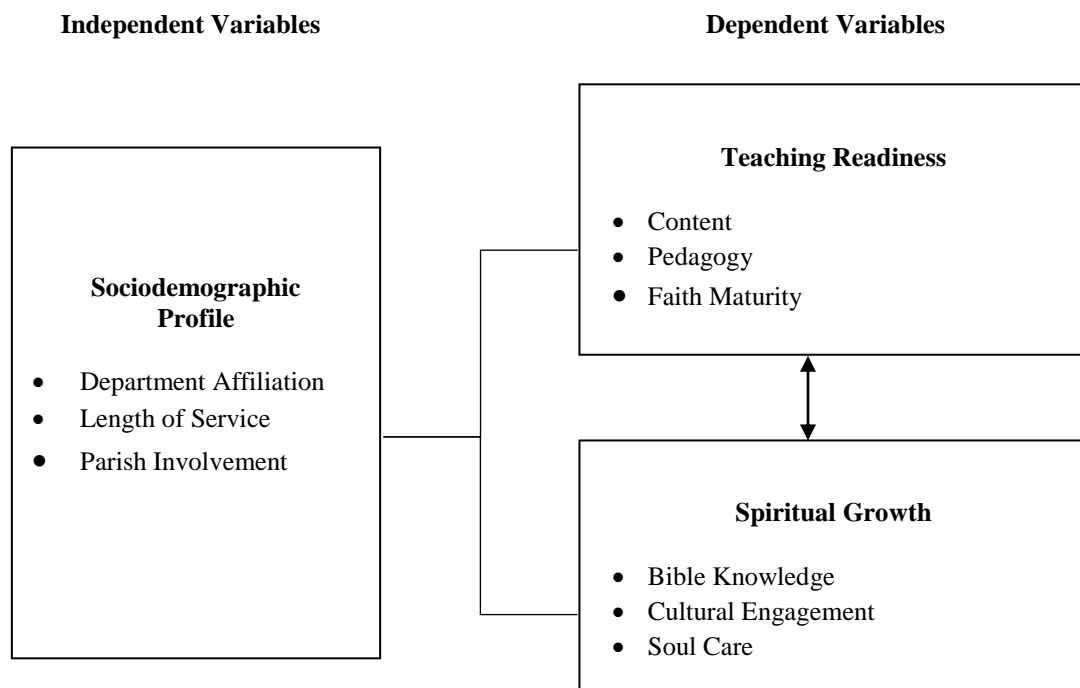 Independent Variables
Dependent Variables
Sociodemographic
Profile
• Department Affiliation
• Length of Service
• Parish Involvement
Teaching Readiness
• Content
• Pedagogy
• Faith Maturity
Spiritual Growth
• Bible Knowledge
• Cultural Engagement
• Soul Care